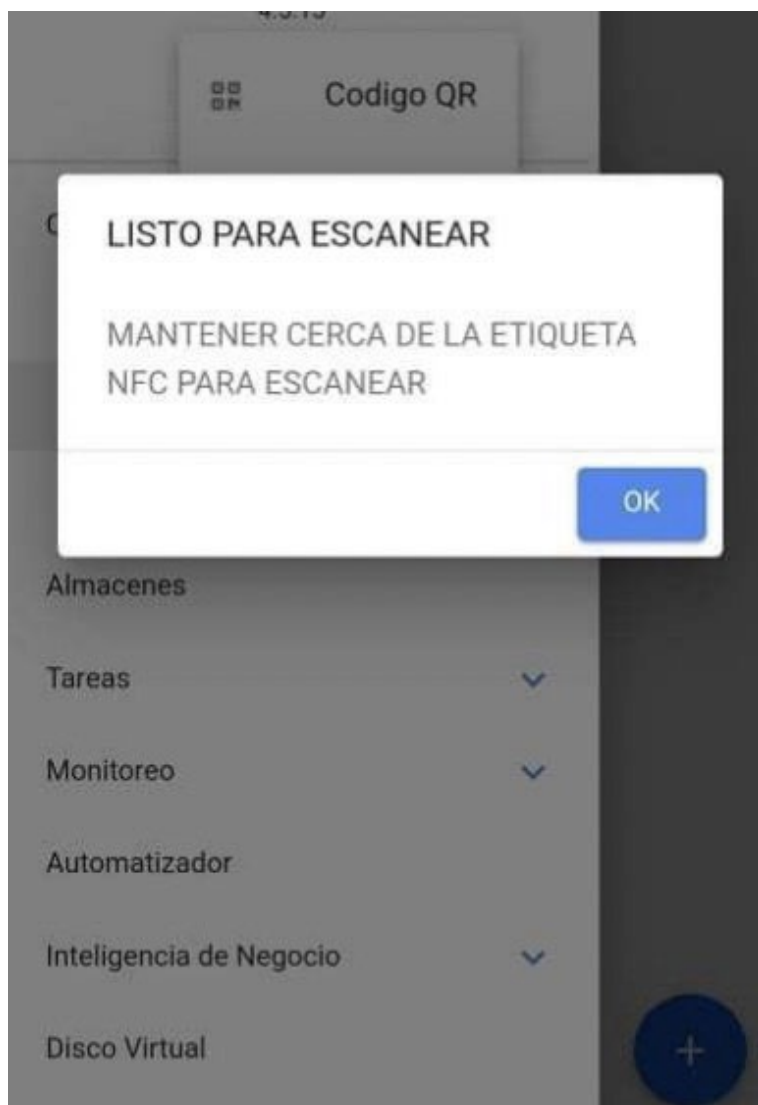 Codigo QR
LISTO PARA ESCANEAR
MANTENER CERCA DE LA ETIQUETA
NFC PARA ESCANEAR
OK
Almacenes
Tareas
Monitoreo
Automatizador
Inteligencia de Negocio
Disco Virtual
+